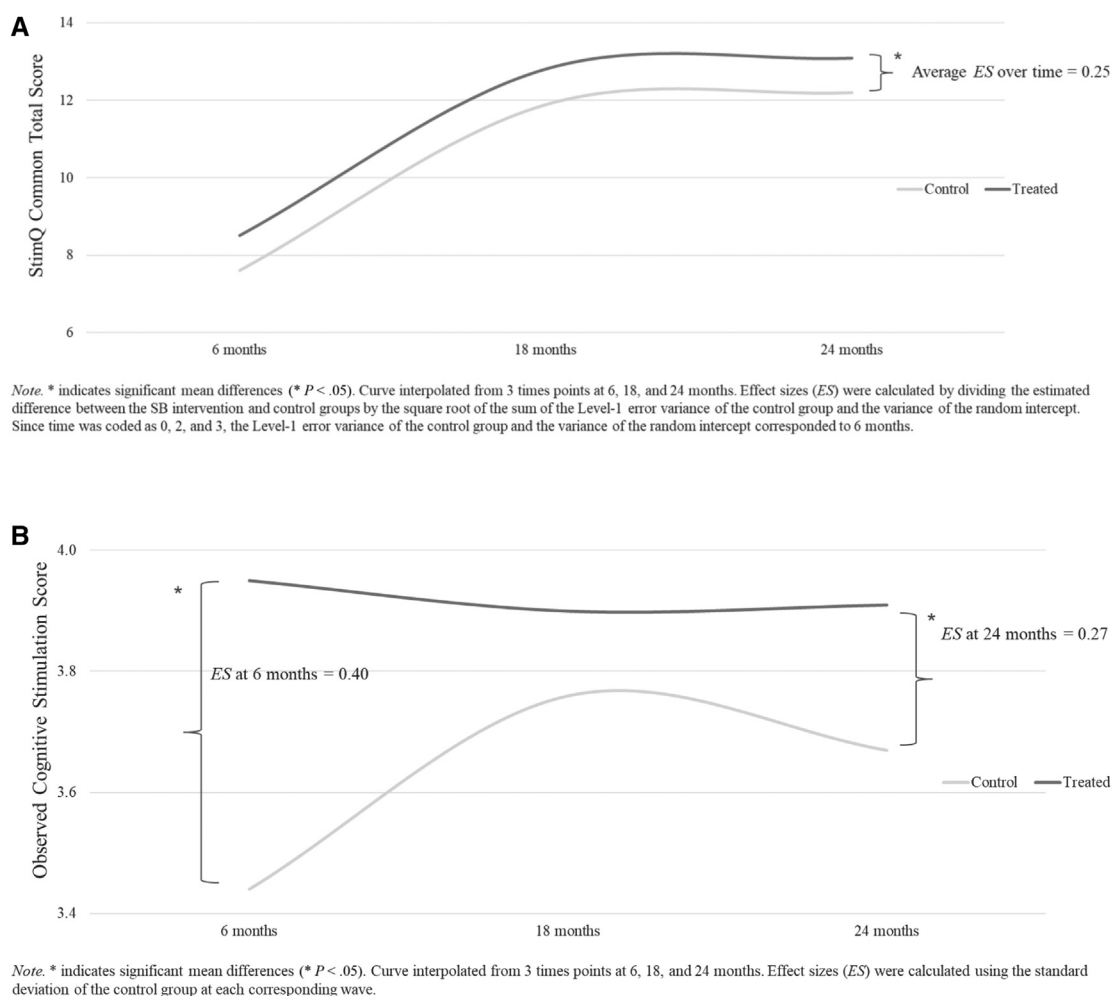 A
StimQ Common Total Score
14
12
10
8
6
*
Average ES over time = 0.25
Control
Treated
6 months
18 months
24 months
Note. * indicates significant mean differences (* P < .05). Curve interpolated from 3 times points at 6, 18, and 24 months. Effect sizes (ES) were calculated by dividing the estimated
difference between the SB intervention and control groups by the square root of the sum of the Level-1 error variance of the control group and the variance of the random intercept.
Since time was coded as 0, 2, and 3, the Level-1 error variance of the control group and the variance of the random intercept corresponded to 6 months.
B
Observed Cognitive Stimulation Score
4.0
3.8
3.6
3.4
*
ES at 6 months = 0.40
*
ES at 24 months = 0.27
Control
Treated
6 months
18 months
24 months
Note. * indicates significant mean differences (* P < .05). Curve interpolated from 3 times points at 6, 18, and 24 months. Effect sizes (ES) were calculated using the standard
deviation of the control group at each corresponding wave.